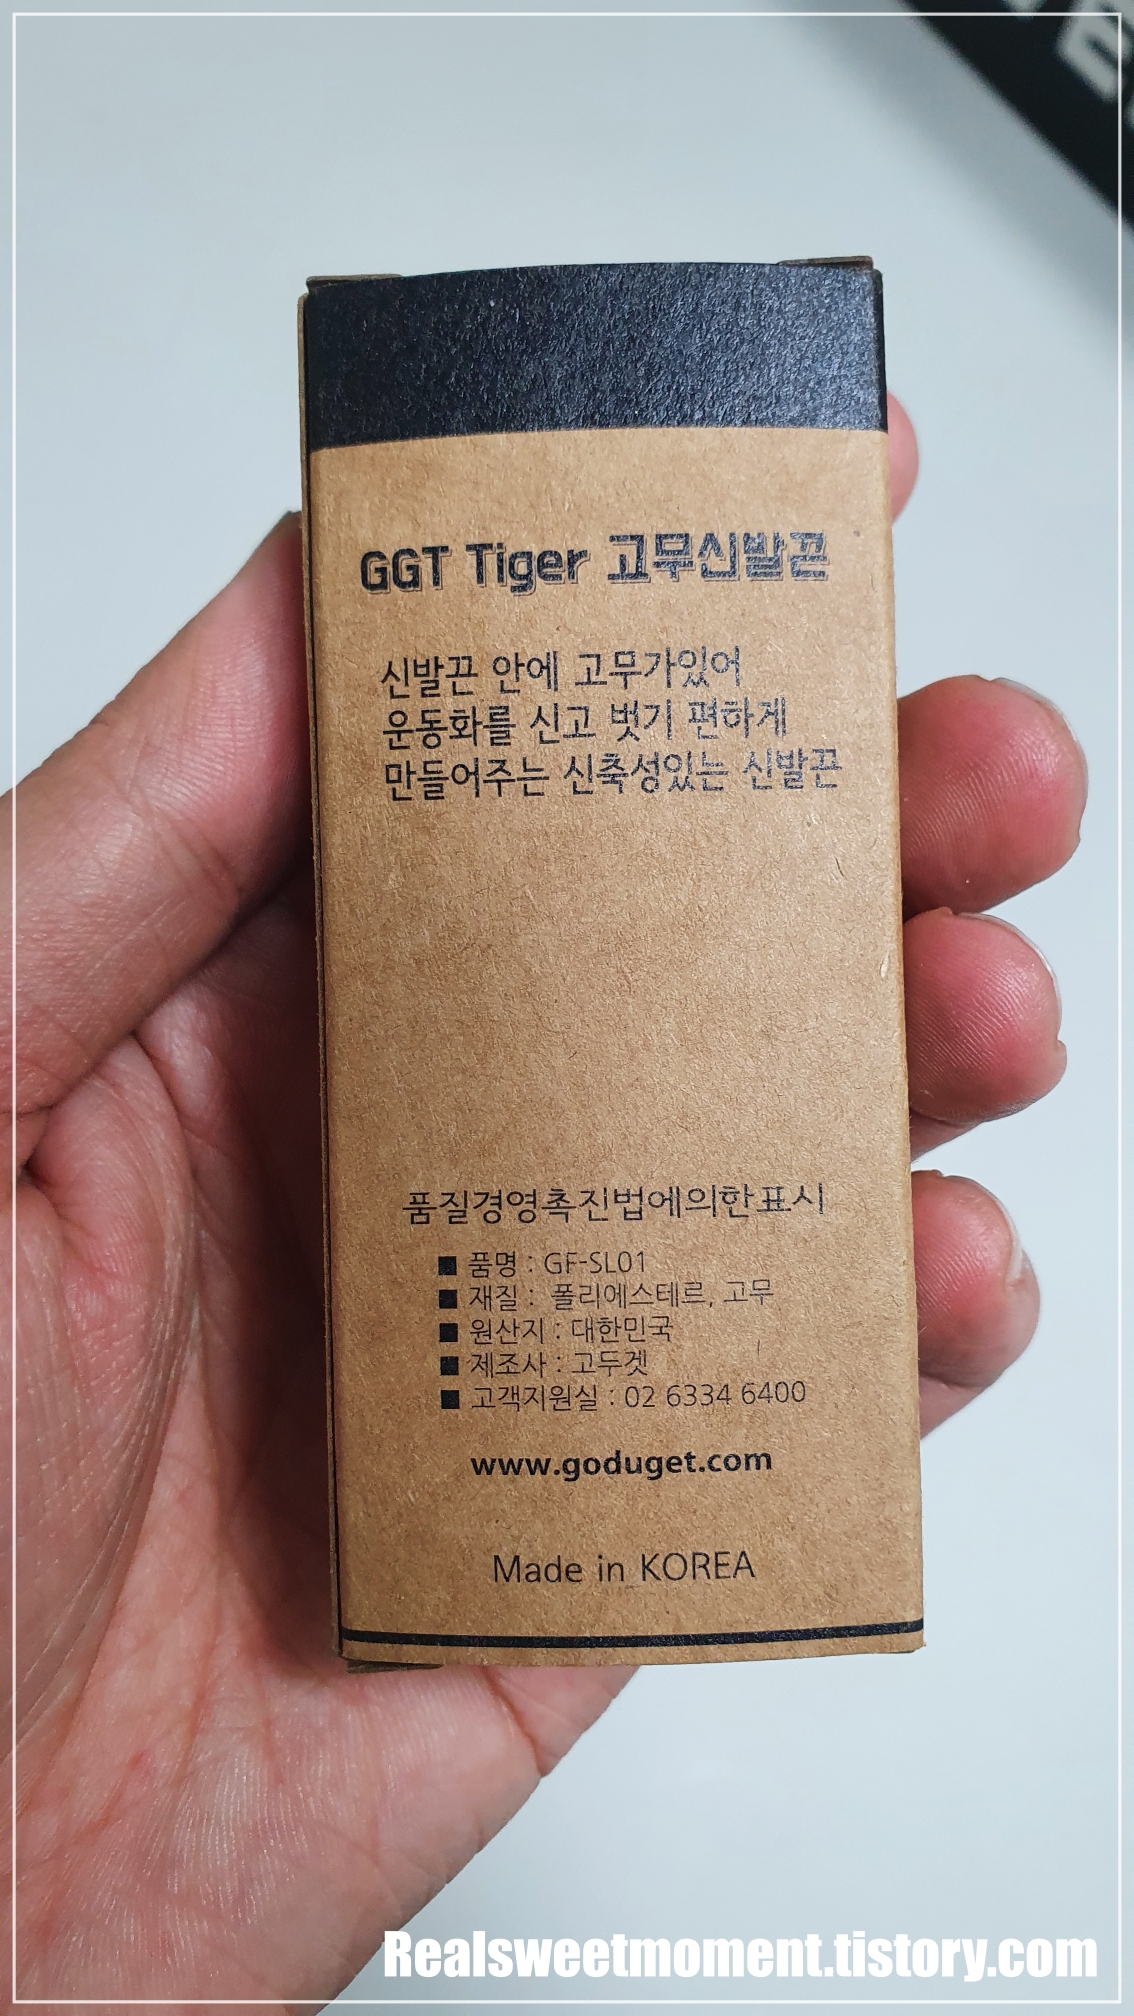 GGT Tiger 고무신발끈
신발끈 안에 고무가있어
운동화를 신고 벗기 편하게
만들어주는 신축성있는 신발끈
품질경영촉진법에의한표시
■ 품명 : GF-SL01
■ 재질 : 폴리에스테르, 고무
■ 원산지 : 대한민국
■ 제조사 : 고두겟
■ 고객지원실 : 02 6334 6400
www.goduget.com
Made in KOREA
Realsweetmoment.tistory.com